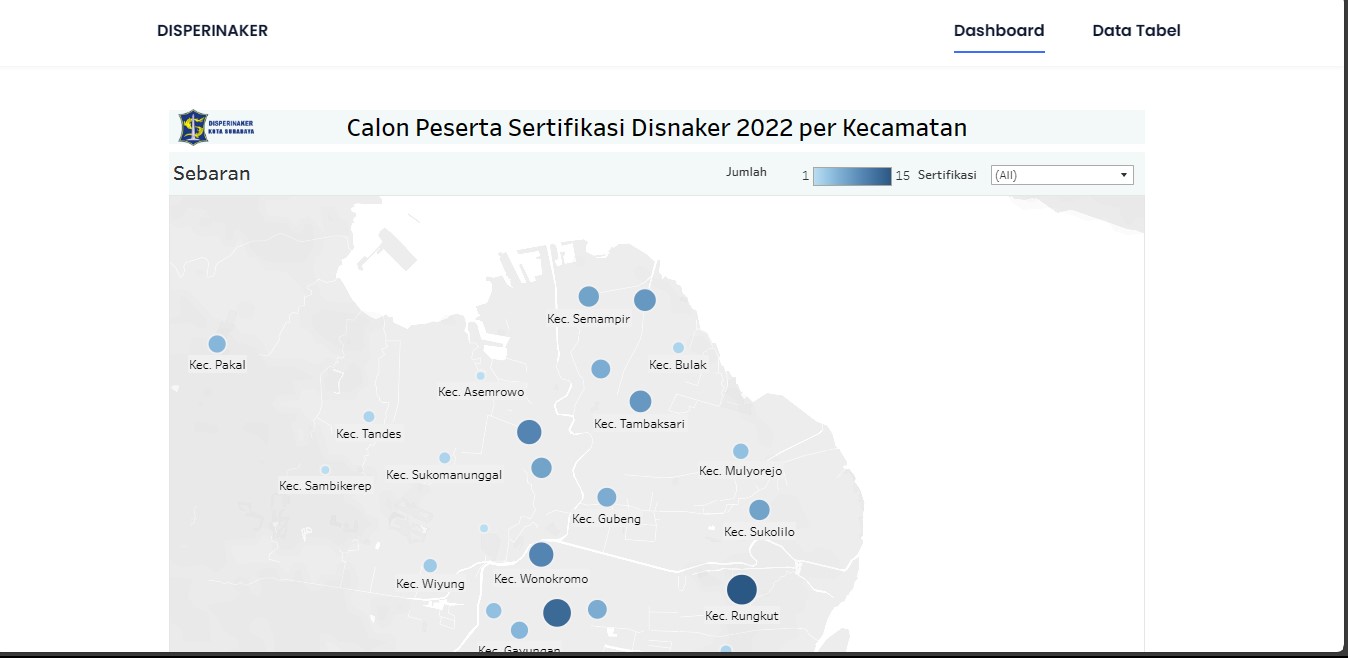 DISPERINAKER
Dashboard
Data Tabel
DISPERINAKER
KOTA SURABAYA
Calon Peserta Sertifikasi Disnaker 2022 per Kecamatan
Sebaran
Jumlah
1
15
Sertifikasi
(All)
Kec. Semampir
Kec. Pakal
Kec. Bulak
Kec. Asemrowo
Kec. Tambaksari
Kec. Tandes
Kec. Mulyorejo
Kec. Sukomanunggal
Kec. Sambikerep
Kec. Gubeng
Kec. Sukolilo
Kec. Wonokromo
Kec. Wiyung
Kec. Rungkut
Kec. Gayungan